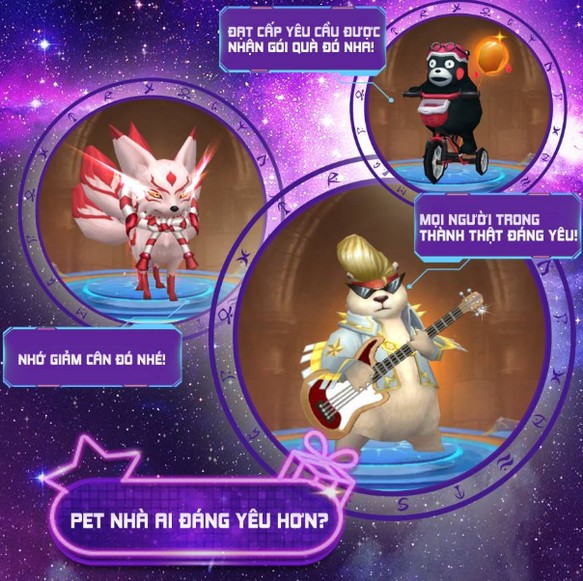 ĐẠT CẤP YÊU CẦU ĐƯỢC
NHẬN GÓI QUÀ ĐÓ NHA!
MỌI NGƯỜI TRONG
THÀNH THẬT ĐÁNG YÊU!
NHỚ GIẢM CÂN ĐÓ NHÉ!
PET NHÀ AI ĐÁNG YÊU HƠN?